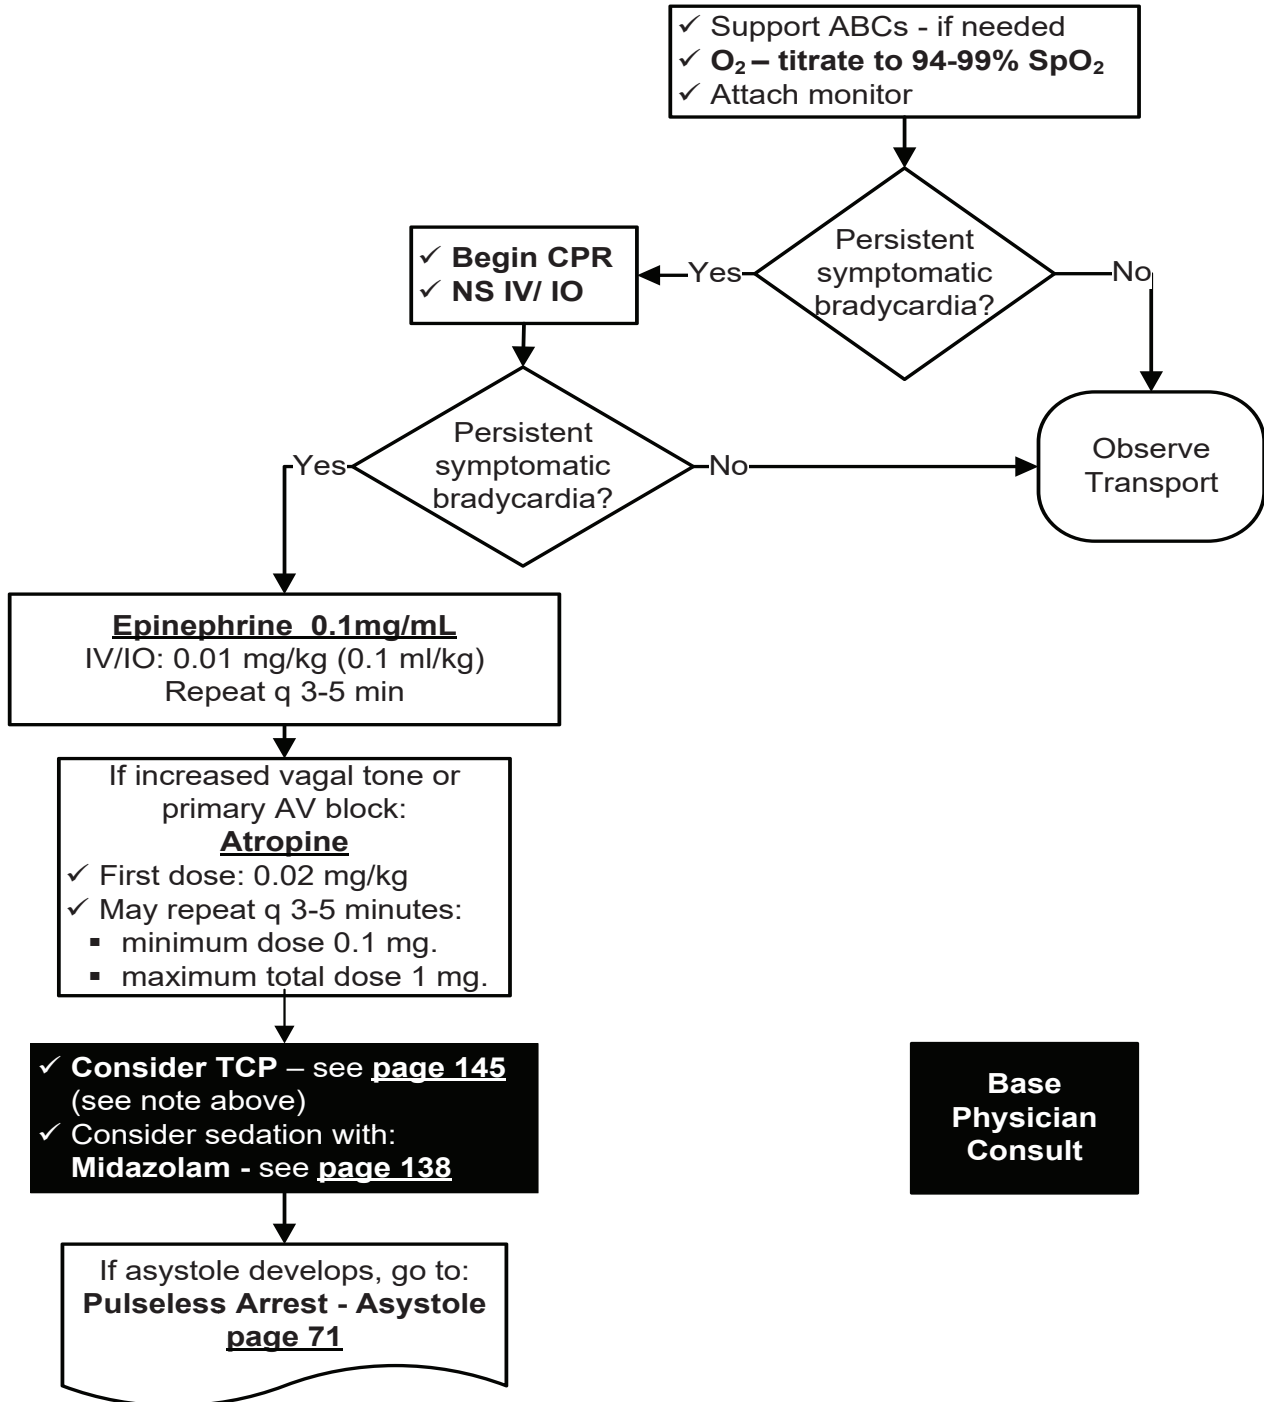 ✓ Support ABCs - if needed
✓ O₂ – titrate to 94-99% SpO₂
✓ Attach monitor
Persistent
symptomatic
bradycardia?
Yes
No
✓ Begin CPR
✓ NS IV/ IO
Persistent
symptomatic
bradycardia?
Yes
No
Observe
Transport
Epinephrine 0.1mg/mL
IV/IO: 0.01 mg/kg (0.1 ml/kg)
Repeat q 3-5 min
If increased vagal tone or
primary AV block:
Atropine
✓ First dose: 0.02 mg/kg
✓ May repeat q 3-5 minutes:
▪ minimum dose 0.1 mg.
▪ maximum total dose 1 mg.
✓ Consider TCP – see page 145
(see note above)
✓ Consider sedation with:
Midazolam - see page 138
Base
Physician
Consult
If asystole develops, go to:
Pulseless Arrest - Asystole
page 71